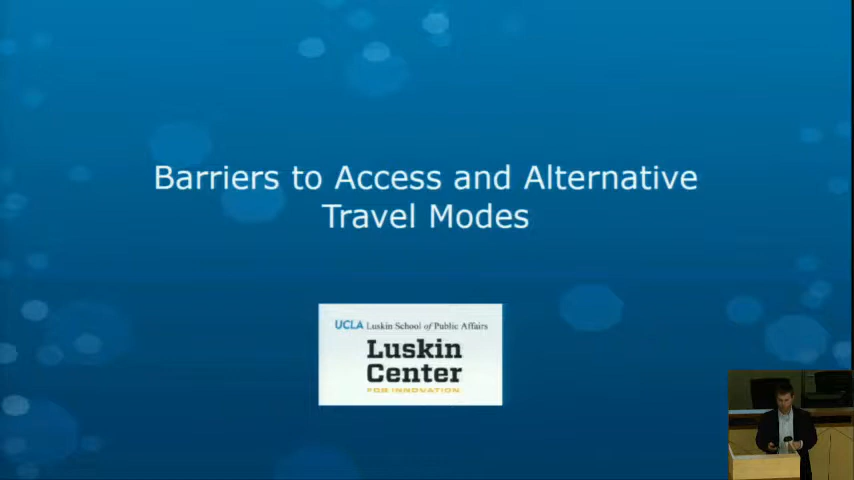 Barriers to Access and Alternative
Travel Modes
UCLA Luskin School of Public Affairs
Luskin
Center
FOR INNOVATION